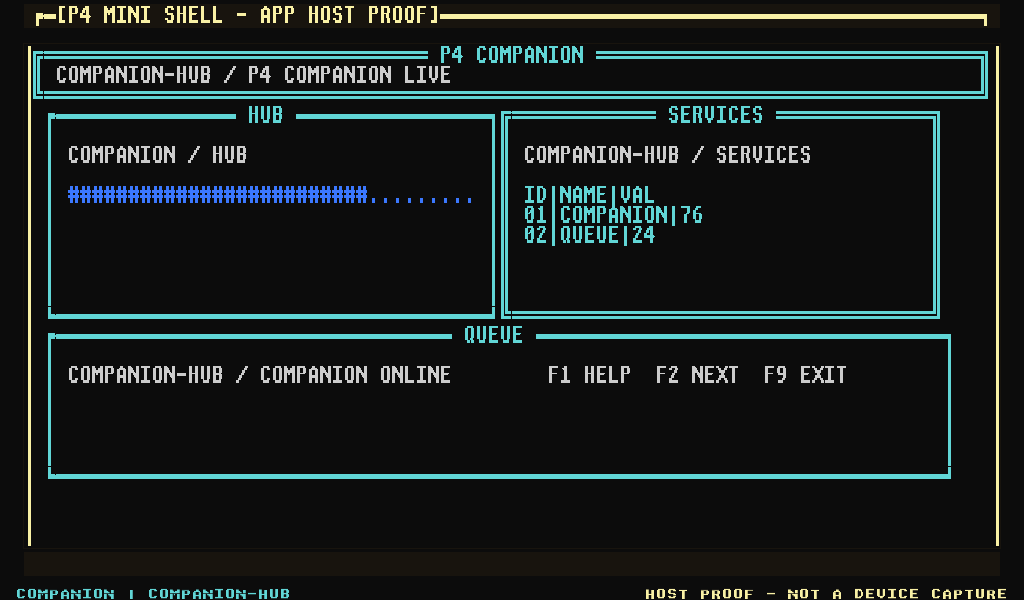 [P4 MINI SHELL - APP HOST PROOF]
P4 COMPANION
COMPANION-HUB / P4 COMPANION LIVE
HUB
COMPANION / HUB
#########################.........
SERVICES
COMPANION-HUB / SERVICES
ID|NAME|VAL
01|COMPANION|76
02|QUEUE|24
QUEUE
COMPANION-HUB / COMPANION ONLINE F1 HELP F2 NEXT F9 EXIT
COMPANION | COMPANION-HUB
HOST PROOF - NOT A DEVICE CAPTURE